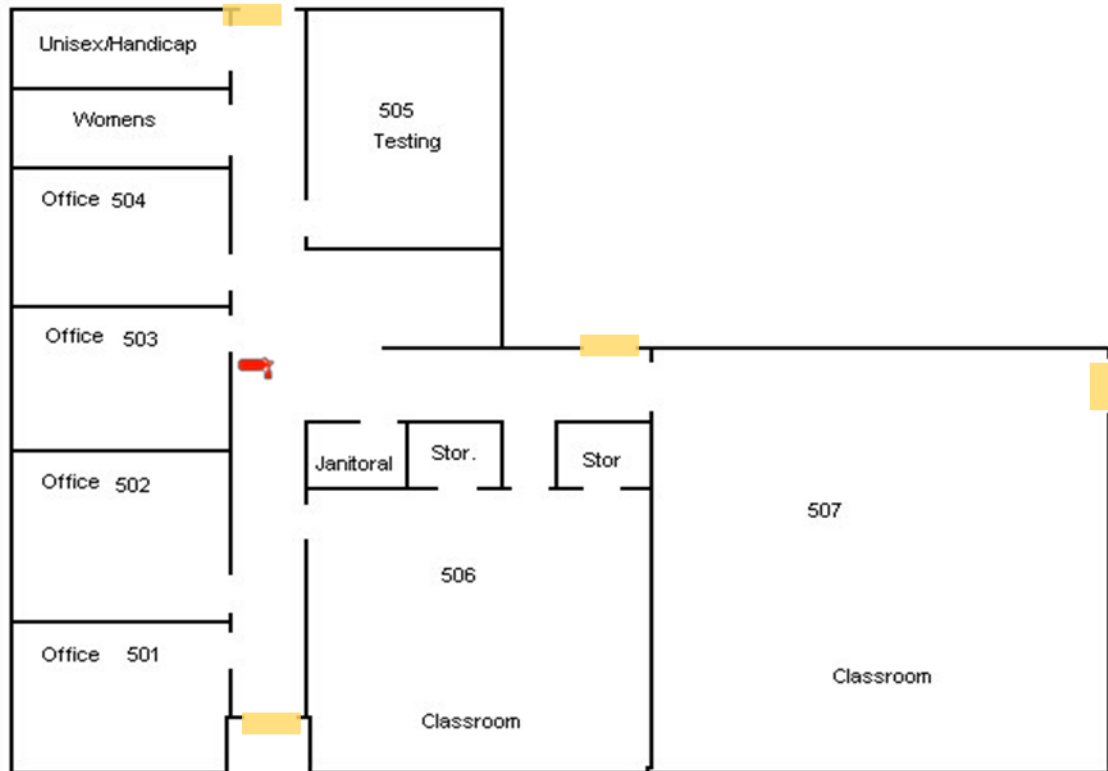 Unisex/Handicap
Womens
505
Testing
Office 504
Office 503
Office 502
Office 501
Janitoral
Stor.
Stor
506
Classroom
507
Classroom